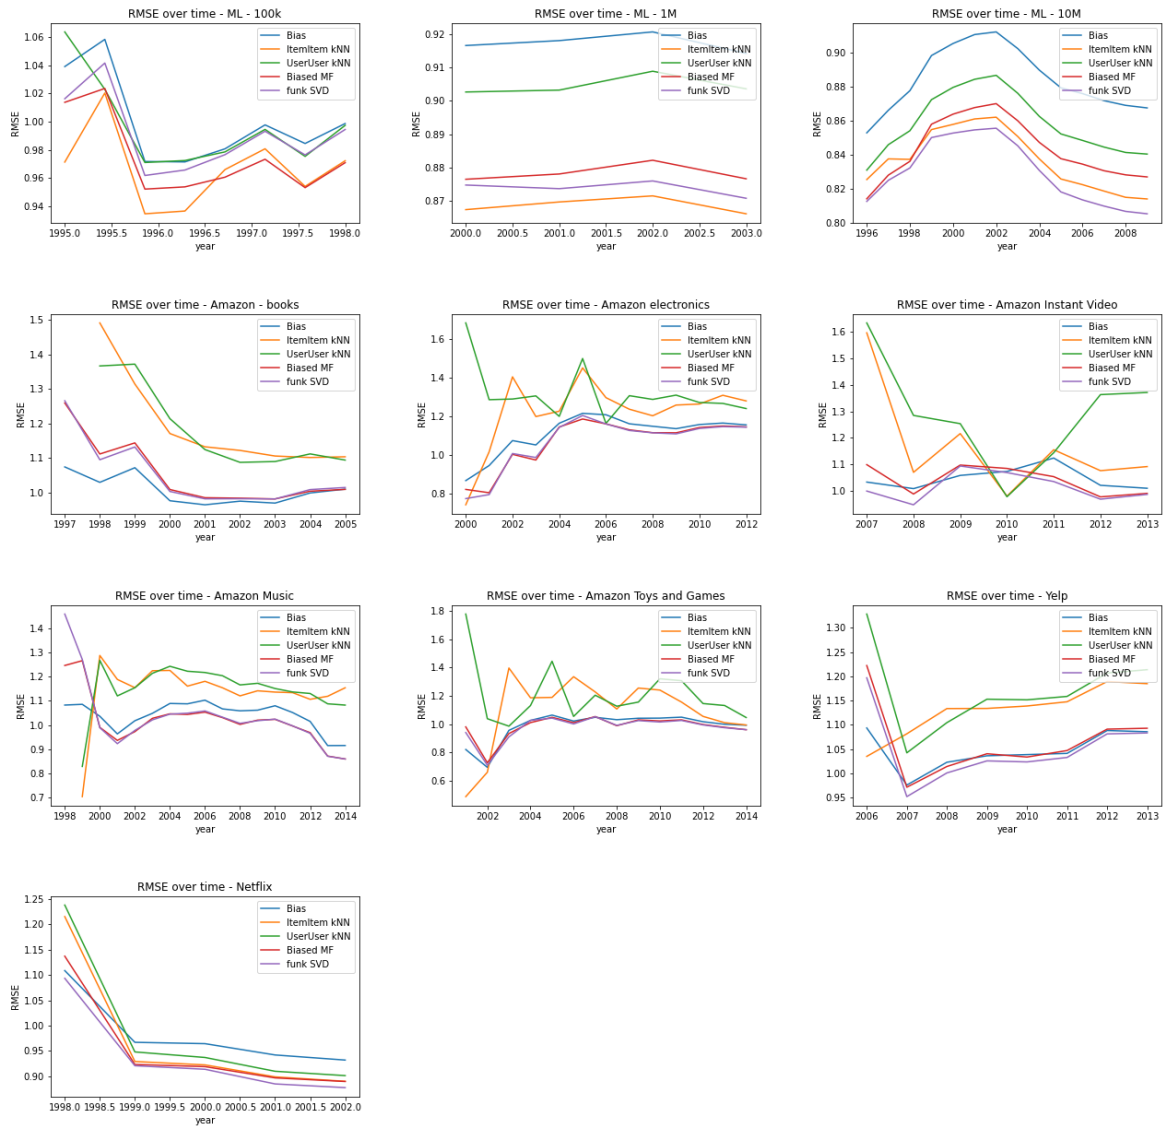 RMSE over time - ML - 100k
1.06
1.04
1.02
1.00
0.98
0.96
0.94
RMSE
Bias
ItemItem kNN
UserUser kNN
Biased MF
funk SVD
1995.0 1995.5 1996.0 1996.5 1997.0 1997.5 1998.0
year
RMSE over time - ML - 1M
0.92
0.91
0.90
0.89
0.88
0.87
RMSE
Bias
ItemItem kNN
UserUser kNN
Biased MF
funk SVD
2000.0 2000.5 2001.0 2001.5 2002.0 2002.5 2003.0
year
RMSE over time - ML - 10M
0.90
0.88
0.86
0.84
0.82
0.80
RMSE
Bias
ItemItem kNN
UserUser kNN
Biased MF
funk SVD
1996 1998 2000 2002 2004 2006 2008
year
RMSE over time - Amazon - books
1.5
1.4
1.3
1.2
1.1
1.0
RMSE
Bias
ItemItem kNN
UserUser kNN
Biased MF
funk SVD
1997 1998 1999 2000 2001 2002 2003 2004 2005
year
RMSE over time - Amazon electronics
1.6
1.4
1.2
1.0
0.8
RMSE
Bias
ItemItem kNN
UserUser kNN
Biased MF
funk SVD
2000 2002 2004 2006 2008 2010 2012
year
RMSE over time - Amazon Instant Video
1.6
1.5
1.4
1.3
1.2
1.1
1.0
RMSE
Bias
ItemItem kNN
UserUser kNN
Biased MF
funk SVD
2007 2008 2009 2010 2011 2012 2013
year
RMSE over time - Amazon Music
1.4
1.3
1.2
1.1
1.0
0.9
0.8
0.7
RMSE
Bias
ItemItem kNN
UserUser kNN
Biased MF
funk SVD
1998 2000 2002 2004 2006 2008 2010 2012 2014
year
RMSE over time - Amazon Toys and Games
1.8
1.6
1.4
1.2
1.0
0.8
0.6
RMSE
Bias
ItemItem kNN
UserUser kNN
Biased MF
funk SVD
2002 2004 2006 2008 2010 2012 2014
year
RMSE over time - Yelp
1.30
1.25
1.20
1.15
1.10
1.05
1.00
0.95
RMSE
Bias
ItemItem kNN
UserUser kNN
Biased MF
funk SVD
2006 2007 2008 2009 2010 2011 2012 2013
year
RMSE over time - Netflix
1.25
1.20
1.15
1.10
1.05
1.00
0.95
0.90
RMSE
Bias
ItemItem kNN
UserUser kNN
Biased MF
funk SVD
1998.0 1998.5 1999.0 1999.5 2000.0 2000.5 2001.0 2001.5 2002.0
year